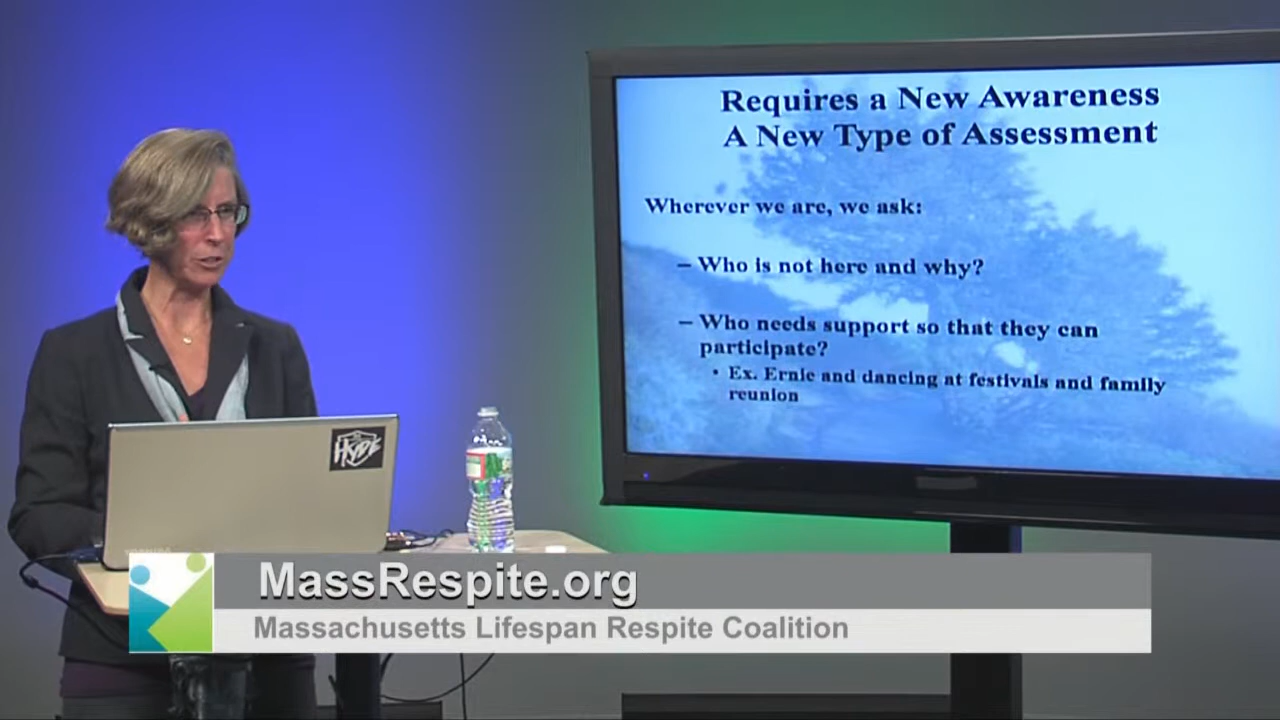 Requires a New Awareness
A New Type of Assessment
Wherever we are, we ask:
– Who is not here and why?
– Who needs support so that they can
participate?
• Ex. Ernie and dancing at festivals and family
reunion
HYDE
TOSHIBA
MassRespite.org
Massachusetts Lifespan Respite Coalition